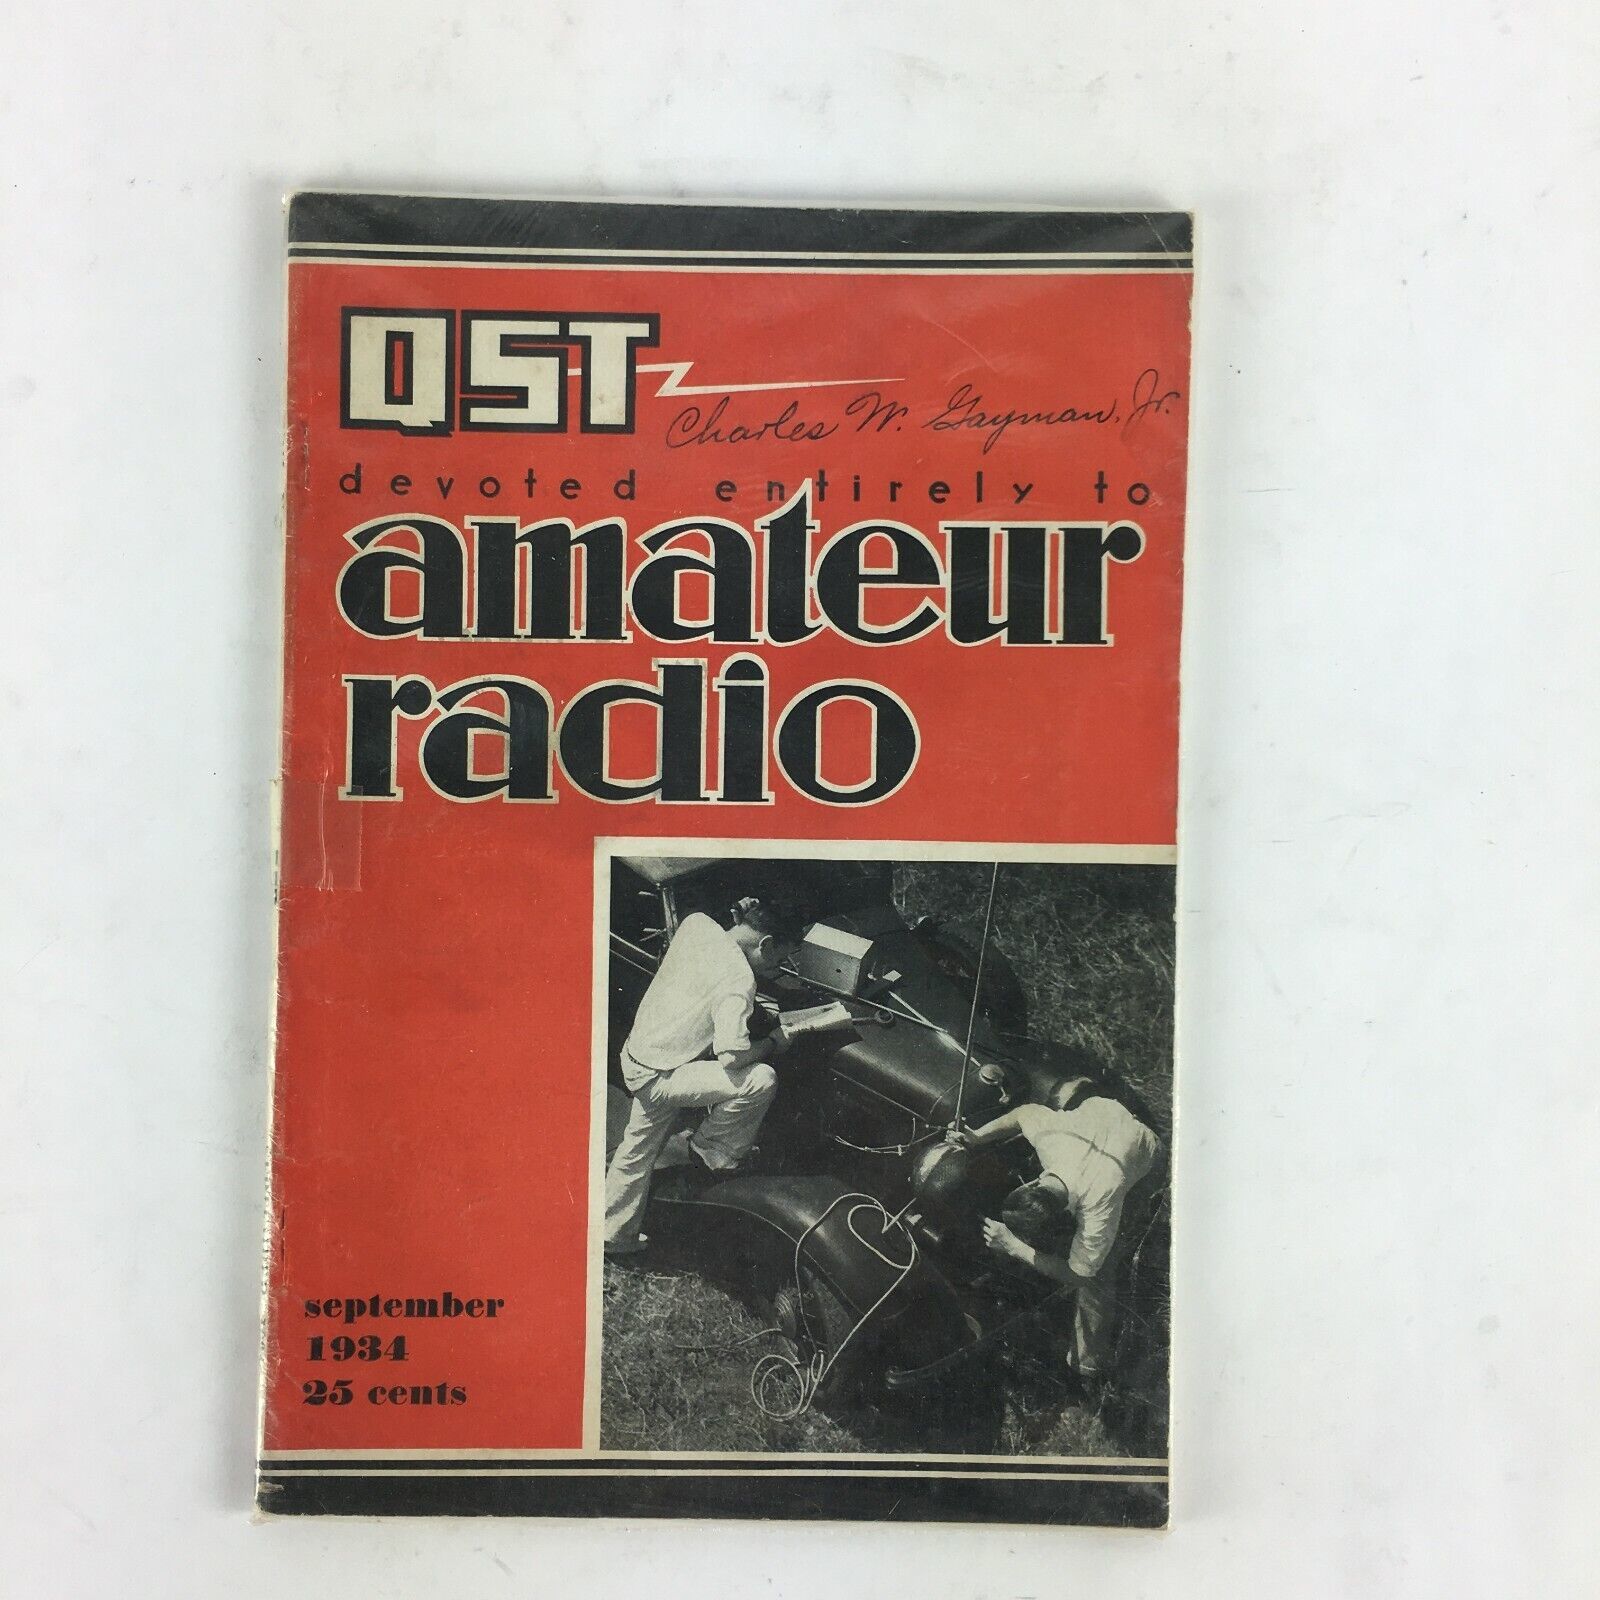 QST
Charles W. Gayman, Jr.
devoted entirely to
amateur
radio
september
1934
25 cents